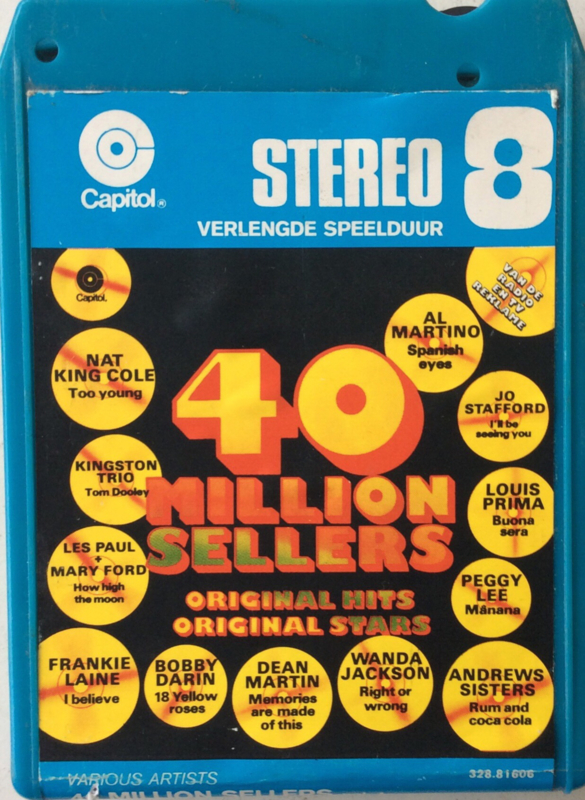 Capitol®
STEREO 8
VERLENGDE SPEELDUUR
Capitol.
VAN DE
RADIO
EN TV
REKLAME
AL
MARTINO
Spanish
eyes
NAT
KING COLE
Too young
40
MILLION
SELLERS
JO
STAFFORD
I'll be
seeing you
KINGSTON
TRIO
Tom Dooley
LOUIS
PRIMA
Buona
sera
LES PAUL
+
MARY FORD
How high
the moon
PEGGY
LEE
Mânana
ORIGINAL HITS
ORIGINAL STARS
FRANKIE
LAINE
I believe
BOBBY
DARIN
18 Yellow
roses
DEAN
MARTIN
Memories
are made
of this
WANDA
JACKSON
Right or
wrong
ANDREWS
SISTERS
Rum and
coca cola
VARIOUS ARTISTS
328.81606
40 MILLION SELLERS